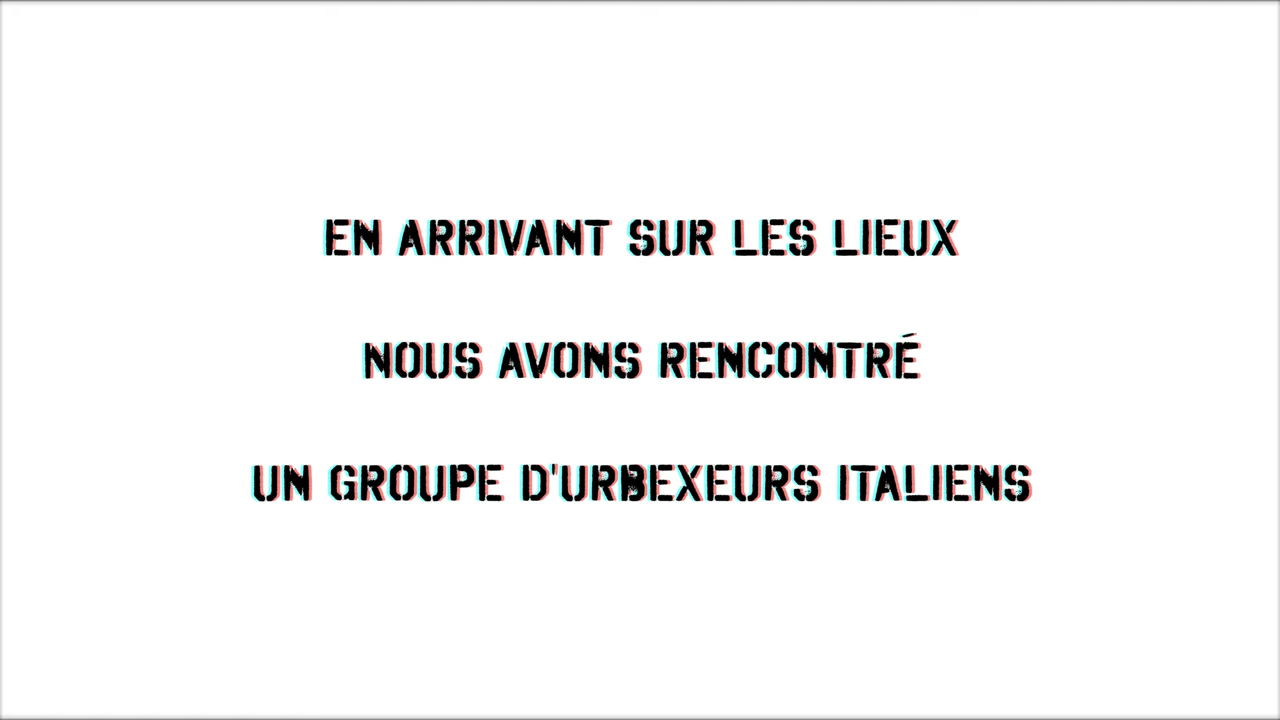 EN ARRIVANT SUR LES LIEUX
NOUS AVONS RENCONTRÉ
UN GROUPE D'URBEXEURS ITALIENS